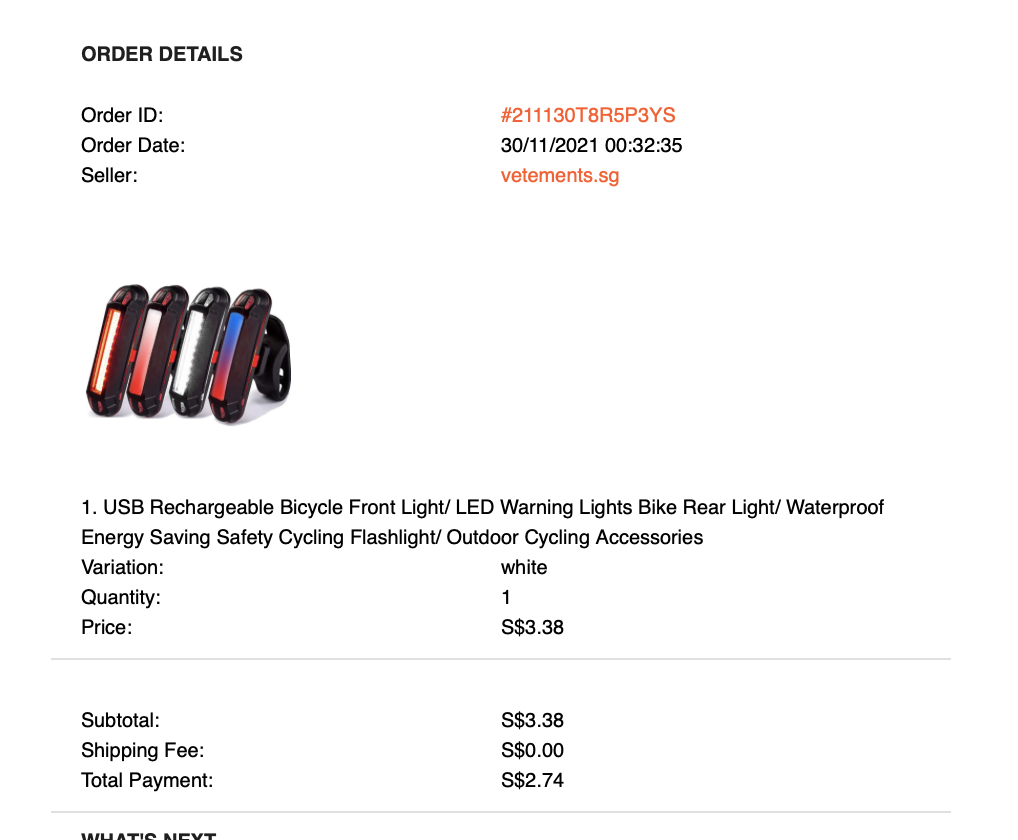 ORDER DETAILS
Order ID: #211130T8R5P3YS
Order Date: 30/11/2021 00:32:35
Seller: vetements.sg
1. USB Rechargeable Bicycle Front Light/ LED Warning Lights Bike Rear Light/ Waterproof
Energy Saving Safety Cycling Flashlight/ Outdoor Cycling Accessories
Variation: white
Quantity: 1
Price: S$3.38
Subtotal: S$3.38
Shipping Fee: S$0.00
Total Payment: S$2.74
WHAT'S NEXT